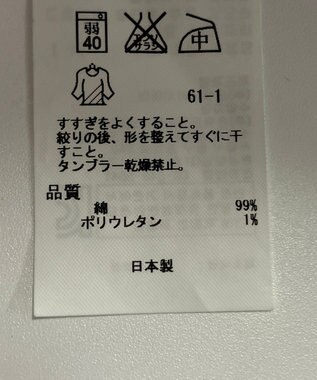 弱
40
エンソ
サラシ
中
61-1
すすぎをよくすること。
絞りの後、形を整えてすぐに干
すこと。
タンブラー乾燥禁止。
品質
綿 99%
ポリウレタン 1%
日本製